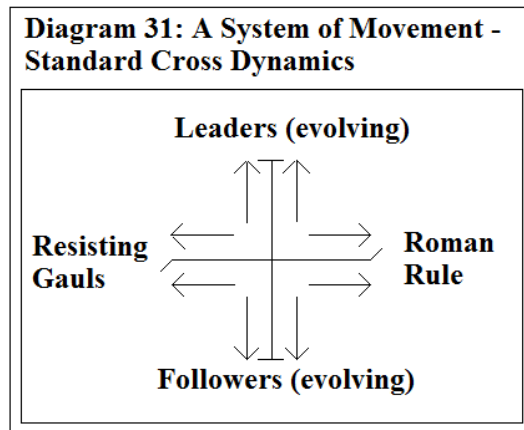 Diagram 31: A System of Movement -
Standard Cross Dynamics
Leaders (evolving)
Resisting
Gauls
Roman
Rule
Followers (evolving)